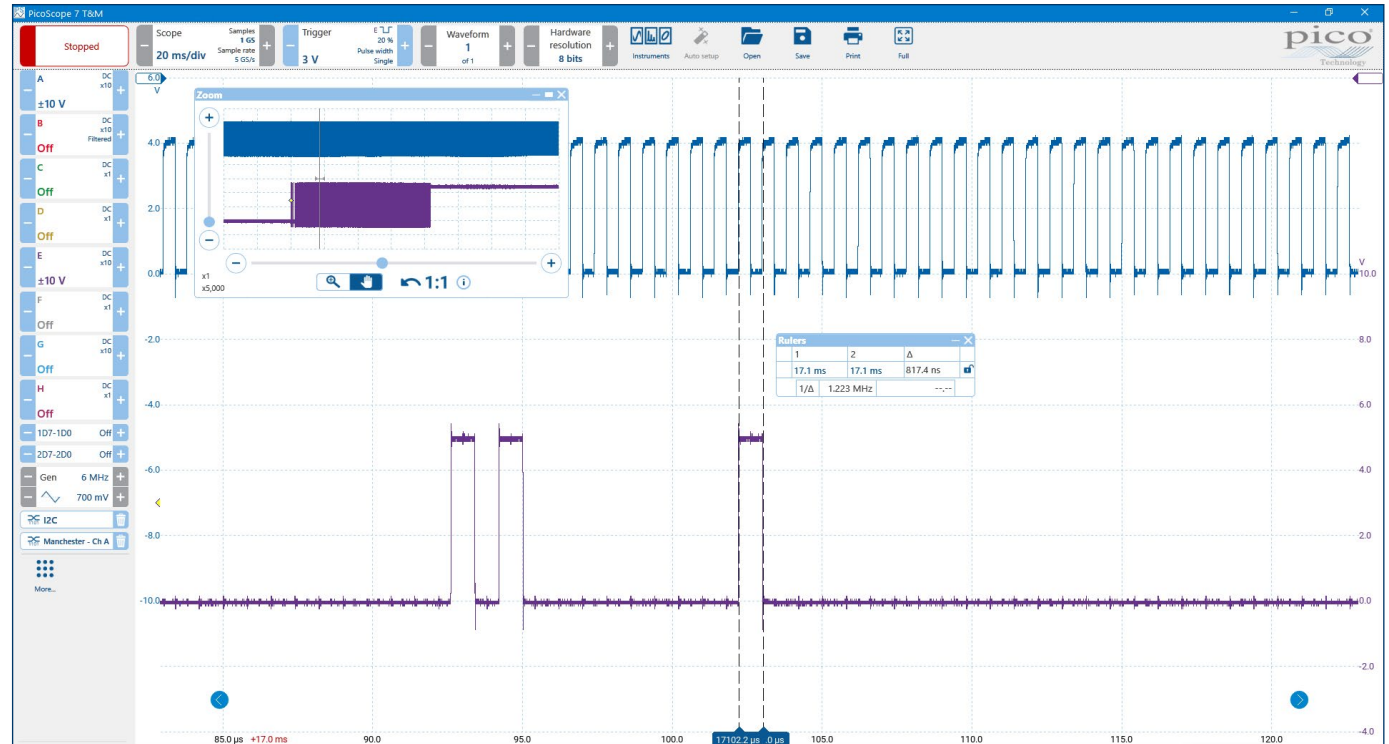 PicoScope 7 T&M
Stopped
Scope
20 ms/div
Samples
1 GS
Sample rate
5 GS/s
Trigger
3 V
E
20 %
Pulse width
Single
Waveform
1
of 1
Hardware
resolution
8 bits
Instruments
Auto setup
Open
Save
Print
Full
pico
Technology
A
DC
x10
±10 V
B
DC
x10
Filtered
Off
C
DC
x1
Off
D
DC
x1
Off
E
DC
x10
±10 V
F
DC
x1
Off
G
DC
x10
Off
H
DC
x1
Off
1D7-1D0 Off
2D7-2D0 Off
Gen 6 MHz
700 mV
I2C
Manchester - Ch A
More...
6.0
V
4.0
2.0
0.0
-2.0
-4.0
-6.0
-8.0
-10.0
Zoom
x1
x5,000
1:1
Rulers
1 2 Δ
17.1 ms 17.1 ms 817.4 ns
1/Δ 1.223 MHz --.--
V
10.0
8.0
6.0
4.0
2.0
0.0
-2.0
-4.0
85.0 µs +17.0 ms 90.0 95.0 100.0 17102.2 µs .0 µs 105.0 110.0 115.0 120.0